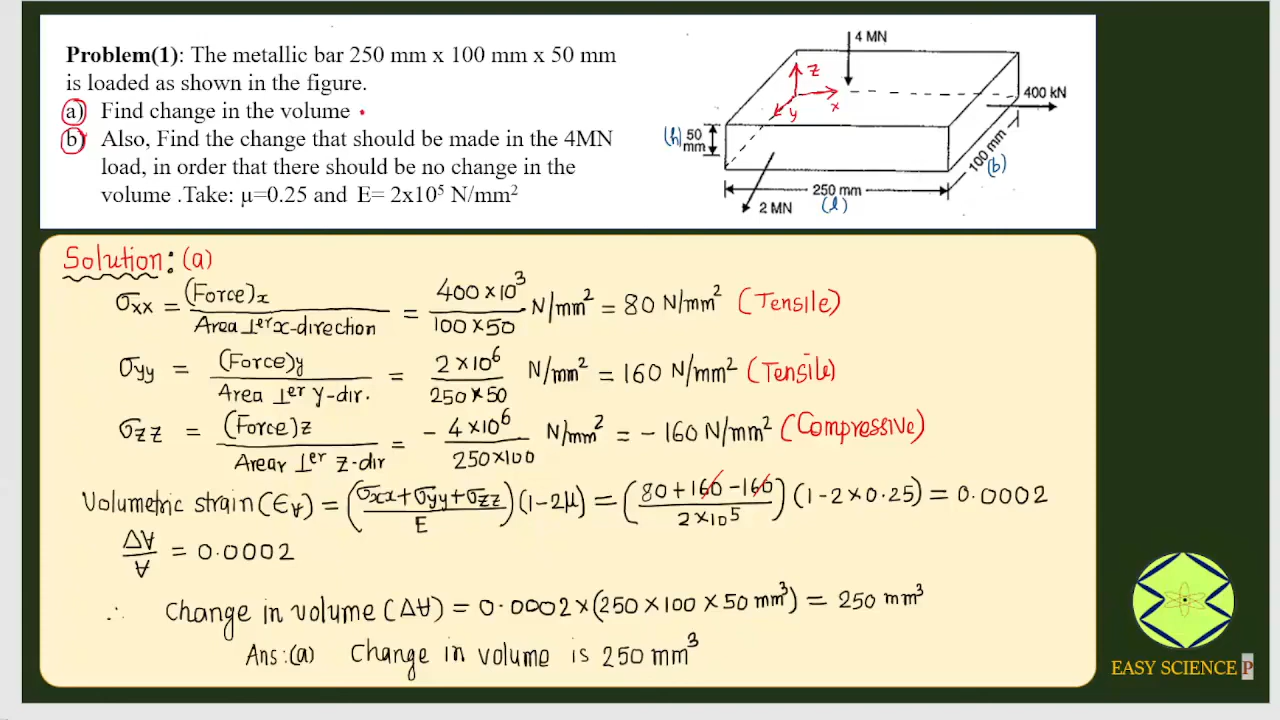 Problem(1): The metallic bar 250 mm x 100 mm x 50 mm
is loaded as shown in the figure.
a) Find change in the volume
b) Also, Find the change that should be made in the 4MN
load, in order that there should be no change in the
volume .Take: μ=0.25 and E= 2x10⁵ N/mm²
4 MN
z
x
y
400 kN
(h) 50 mm
100 mm (b)
250 mm
(l)
2 MN
Solution: (a)
σxx = (Force)x / Area ⊥er x-direction = 400×10³ / 100×50 N/mm² = 80 N/mm² (Tensile)
σyy = (Force)y / Area ⊥er y-dir. = 2×10⁶ / 250×50 N/mm² = 160 N/mm² (Tensile)
σzz = (Force)z / Arear ⊥er z-dir = - 4×10⁶ / 250×100 N/mm² = - 160 N/mm² (Compressive)
Volumetric strain (ϵ∀) = (σxx+σyy+σzz / E) (1-2μ) = (80+160-160 / 2×10⁵) (1-2×0.25) = 0.0002
Δ∀ / ∀ = 0.0002
∴ Change in volume (Δ∀) = 0.0002×(250×100×50 mm³) = 250 mm³
Ans:(a) Change in volume is 250 mm³
EASY SCIENCE P